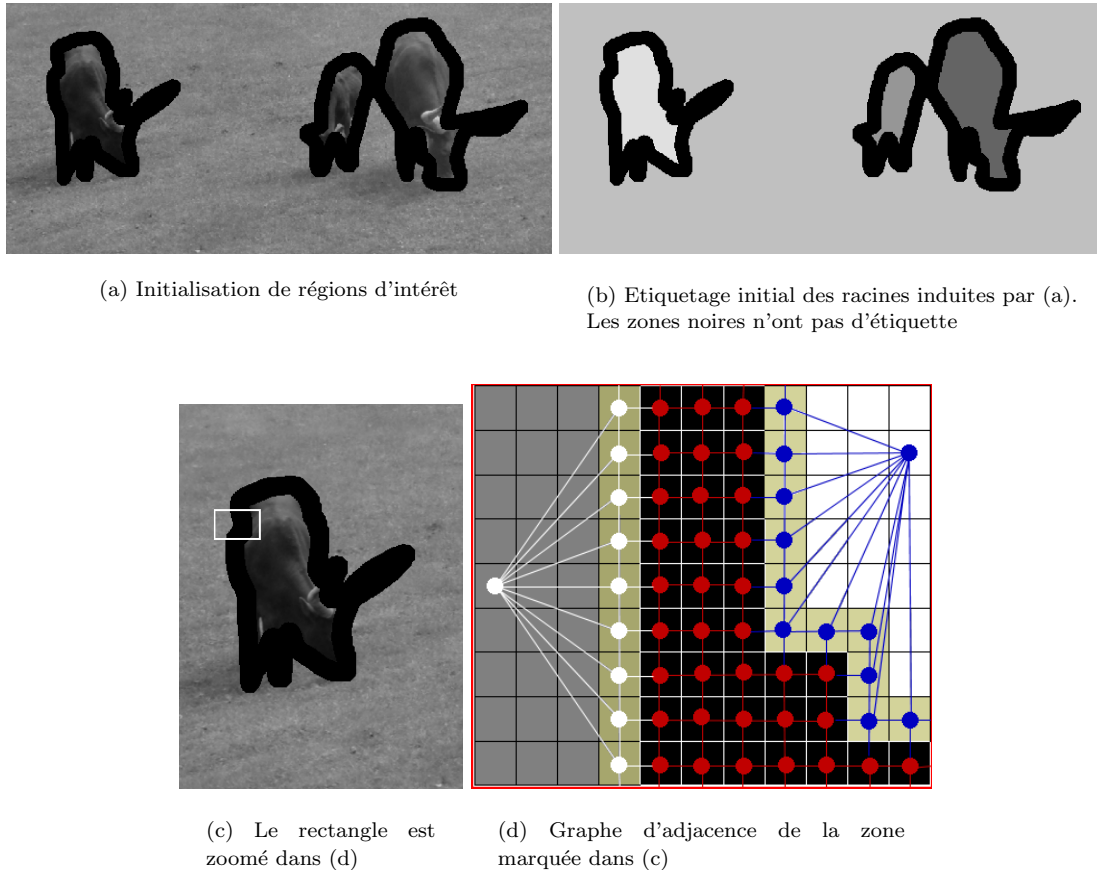 (a) Initialisation de régions d'intérêt
(b) Etiquetage initial des racines induites par (a).
Les zones noires n'ont pas d'étiquette
(c) Le rectangle est
zoomé dans (d)
(d) Graphe d'adjacence de la zone
marquée dans (c)